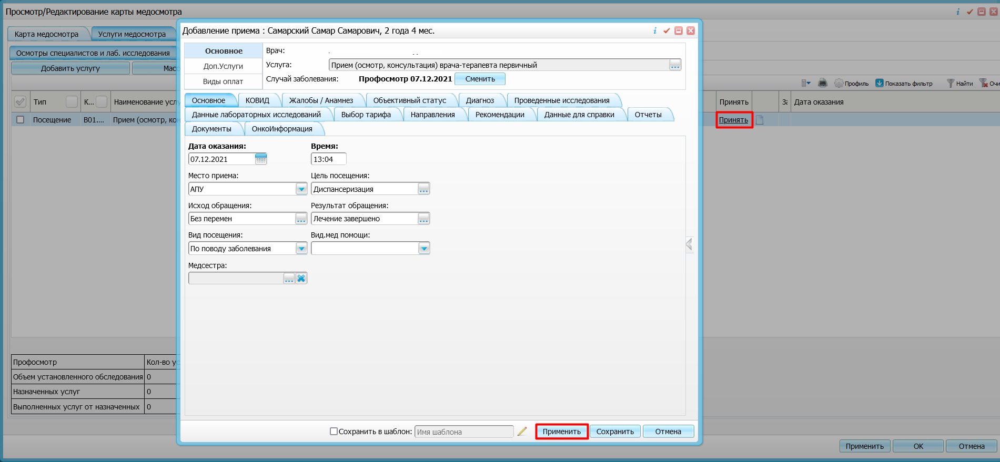 Просмотр/Редактирование карты медосмотра
Карта медосмотра
Услуги медосмотра
Осмотры специалистов и лаб. исследования
Добавить услугу
Профиль
Показать фильтр
Найти
Тип
К...
Наименование
Принять
Дата оказания
Посещение
B01....
Прием (осмотр,
Принять
Профосмотр
Кол-во
Объем установленного обследования
0
Назначенных услуг
0
Выполненных услуг от назначенных
0
Применить
OK
Отмена
Добавление приема : Самарский Самар Самарович, 2 года 4 мес.
Основное
Доп.Услуги
Виды оплат
Врач:
Услуга:
Прием (осмотр, консультация) врача-терапевта первичный
Случай заболевания:
Профосмотр 07.12.2021
Сменить
Основное
КОВИД
Жалобы / Анамнез
Объективный статус
Диагноз
Проведенные исследования
Данные лабораторных исследований
Выбор тарифа
Направления
Рекомендации
Данные для справки
Отчеты
Документы
ОнкоИнформация
Дата оказания:
Время:
07.12.2021
13:04
Место приема:
Цель посещения:
АПУ
Диспансеризация
Исход обращения:
Результат обращения:
Без перемен
Лечение завершено
Вид посещения:
Вид.мед помощи:
По поводу заболевания
Медсестра:
Сохранить в шаблон:
Имя шаблона
Применить
Сохранить
Отмена